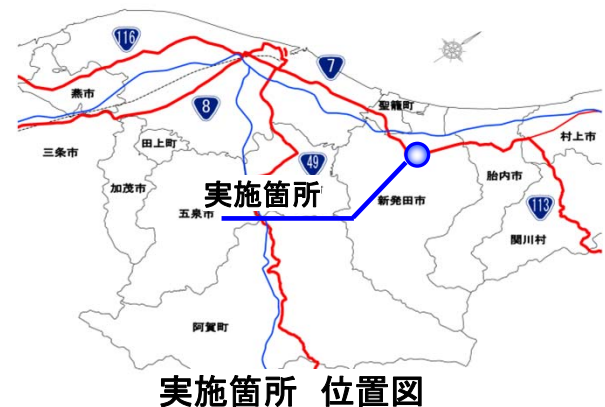 116
7
燕市
8
聖籠町
村上市
三条市
田上町
49
胎内市
加茂市
実施箇所
五泉市
新発田市
113
関川村
阿賀町
実施箇所 位置図